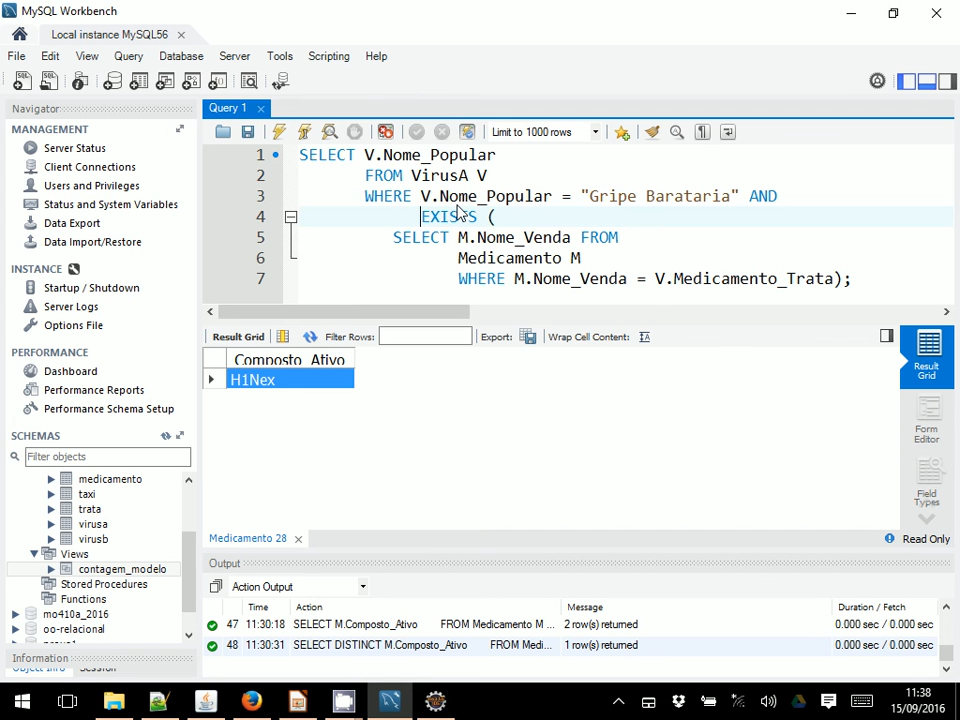 MySQL Workbench
Local instance MySQL56
File Edit View Query Database Server Tools Scripting Help
Navigator
MANAGEMENT
Server Status
Client Connections
Users and Privileges
Status and System Variables
Data Export
Data Import/Restore
INSTANCE
Startup / Shutdown
Server Logs
Options File
PERFORMANCE
Dashboard
Performance Reports
Performance Schema Setup
SCHEMAS
Filter objects
medicamento
taxi
trata
virusa
virusb
Views
contagem_modelo
Stored Procedures
Functions
mo410a_2016
oo-relacional
Information
Query 1
Limit to 1000 rows
1 SELECT V.Nome_Popular
2 FROM VirusA V
3 WHERE V.Nome_Popular = "Gripe Barataria" AND
4 EXISTS (
5 SELECT M.Nome_Venda FROM
6 Medicamento M
7 WHERE M.Nome_Venda = V.Medicamento_Trata);
Result Grid Filter Rows: Export: Wrap Cell Content:
Composto_Ativo
H1Nex
Result Grid
Form Editor
Field Types
Medicamento 28
Read Only
Output
Action Output
Time Action Message Duration / Fetch
47 11:30:18 SELECT M.Composto_Ativo FROM Medicamento M ... 2 row(s) returned 0.000 sec / 0.000 sec
48 11:30:31 SELECT DISTINCT M.Composto_Ativo FROM Medi... 1 row(s) returned 0.000 sec / 0.000 sec
11:38
15/09/2016